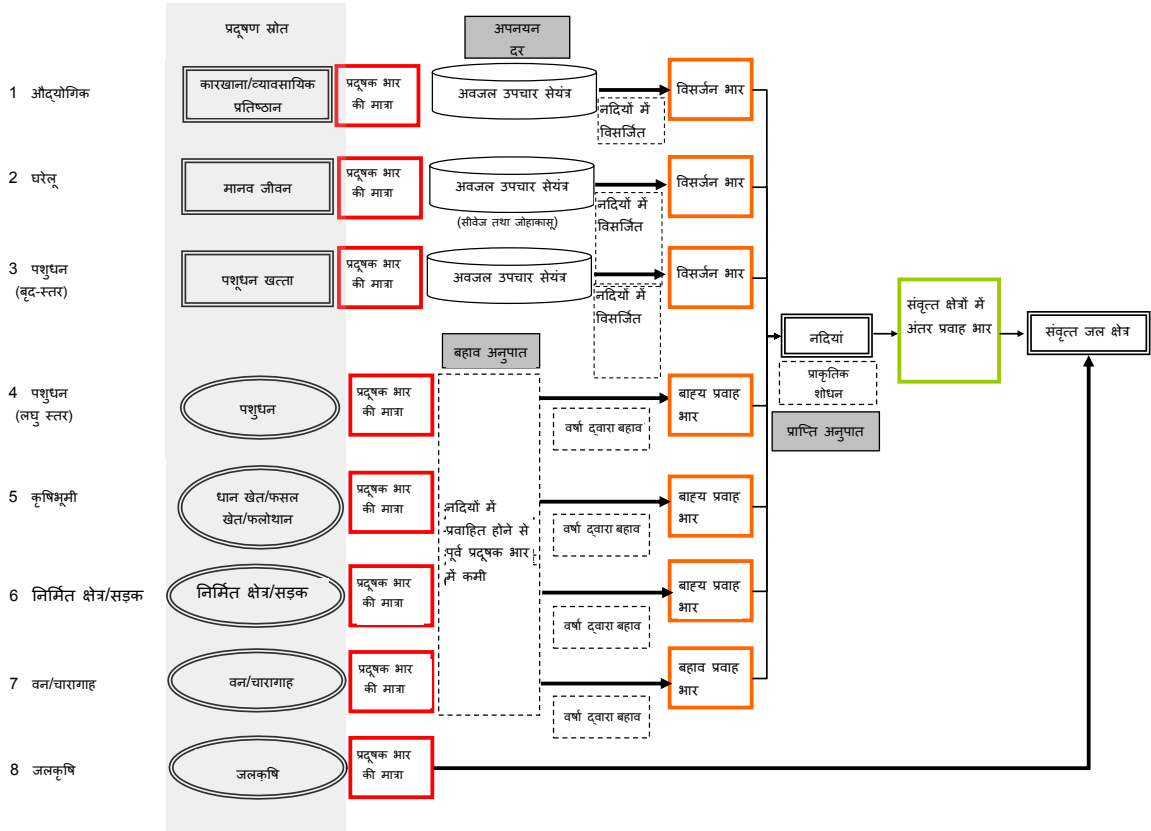 प्रदूषण स्रोत
अपनयन
दर
1 औद्योगिक
कारखाना/व्यावसायिक
प्रतिष्ठान
प्रदूषक भार
की मात्रा
अवजल उपचार सेयंत्र
नदियों में
विसर्जित
विसर्जन भार
2 घरेलू
मानव जीवन
प्रदूषक भार
की मात्रा
अवजल उपचार सेयंत्र
(सीवेज तथा जोहाकासू)
नदियों में
विसर्जित
विसर्जन भार
3 पशुधन
(बृद-स्तर)
पशूधन खत्ता
प्रदूषक भार
की मात्रा
अवजल उपचार सेयंत्र
नदियों में
विसर्जित
विसर्जन भार
नदियां
प्राकृतिक
शोधन
प्राप्ति अनुपात
संवृत्त क्षेत्रों में
अंतर प्रवाह भार
संवृत्त जल क्षेत्र
बहाव अनुपात
4 पशुधन
(लघु स्तर)
पशुधन
प्रदूषक भार
की मात्रा
वर्षा द्वारा बहाव
बाह्य प्रवाह
भार
5 कृषिभूमी
धान खेत/फसल
खेत/फलोथान
प्रदूषक भार
की मात्रा
नदियों में
प्रवाहित होने से
पूर्व प्रदूषक भार
में कमी
वर्षा द्वारा बहाव
बाह्य प्रवाह
भार
6 निर्मित क्षेत्र/सड़क
निर्मित क्षेत्र/सड़क
प्रदूषक भार
की मात्रा
वर्षा द्वारा बहाव
बाह्य प्रवाह
भार
7 वन/चारागाह
वन/चारागाह
प्रदूषक भार
की मात्रा
वर्षा द्वारा बहाव
बहाव प्रवाह
भार
8 जलकृषि
जलकृषि
प्रदूषक भार
की मात्रा